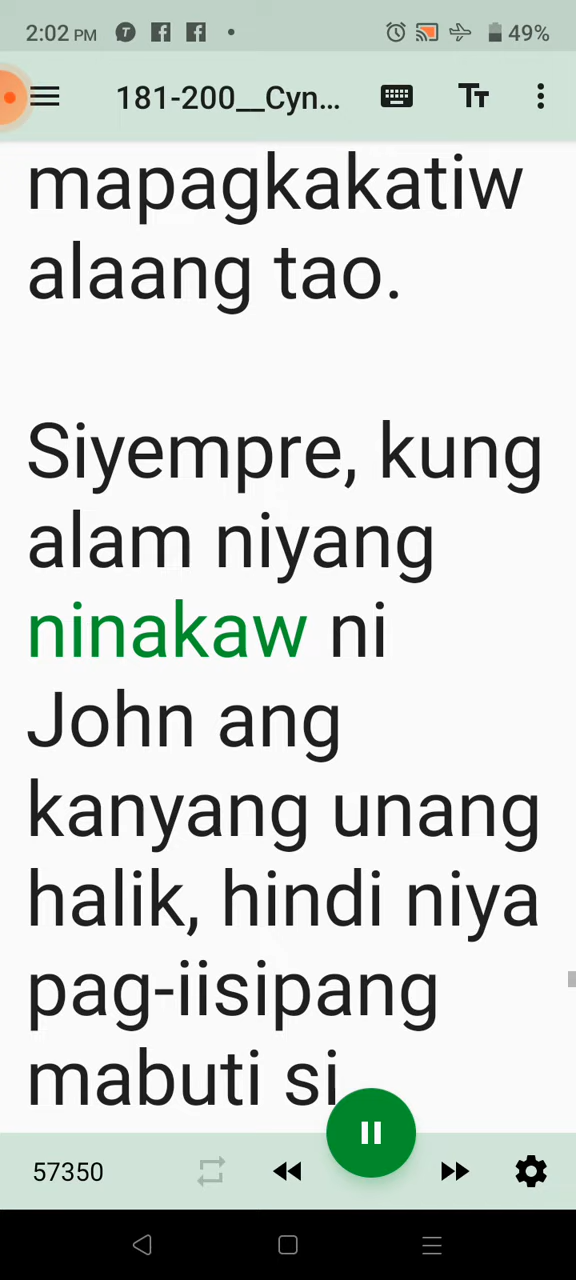 2:02 PM
49%
181-200__Cyn...
mapagkakatiw
alaang tao.
Siyempre, kung
alam niyang
ninakaw ni
John ang
kanyang unang
halik, hindi niya
pag-iisipang
mabuti si
57350